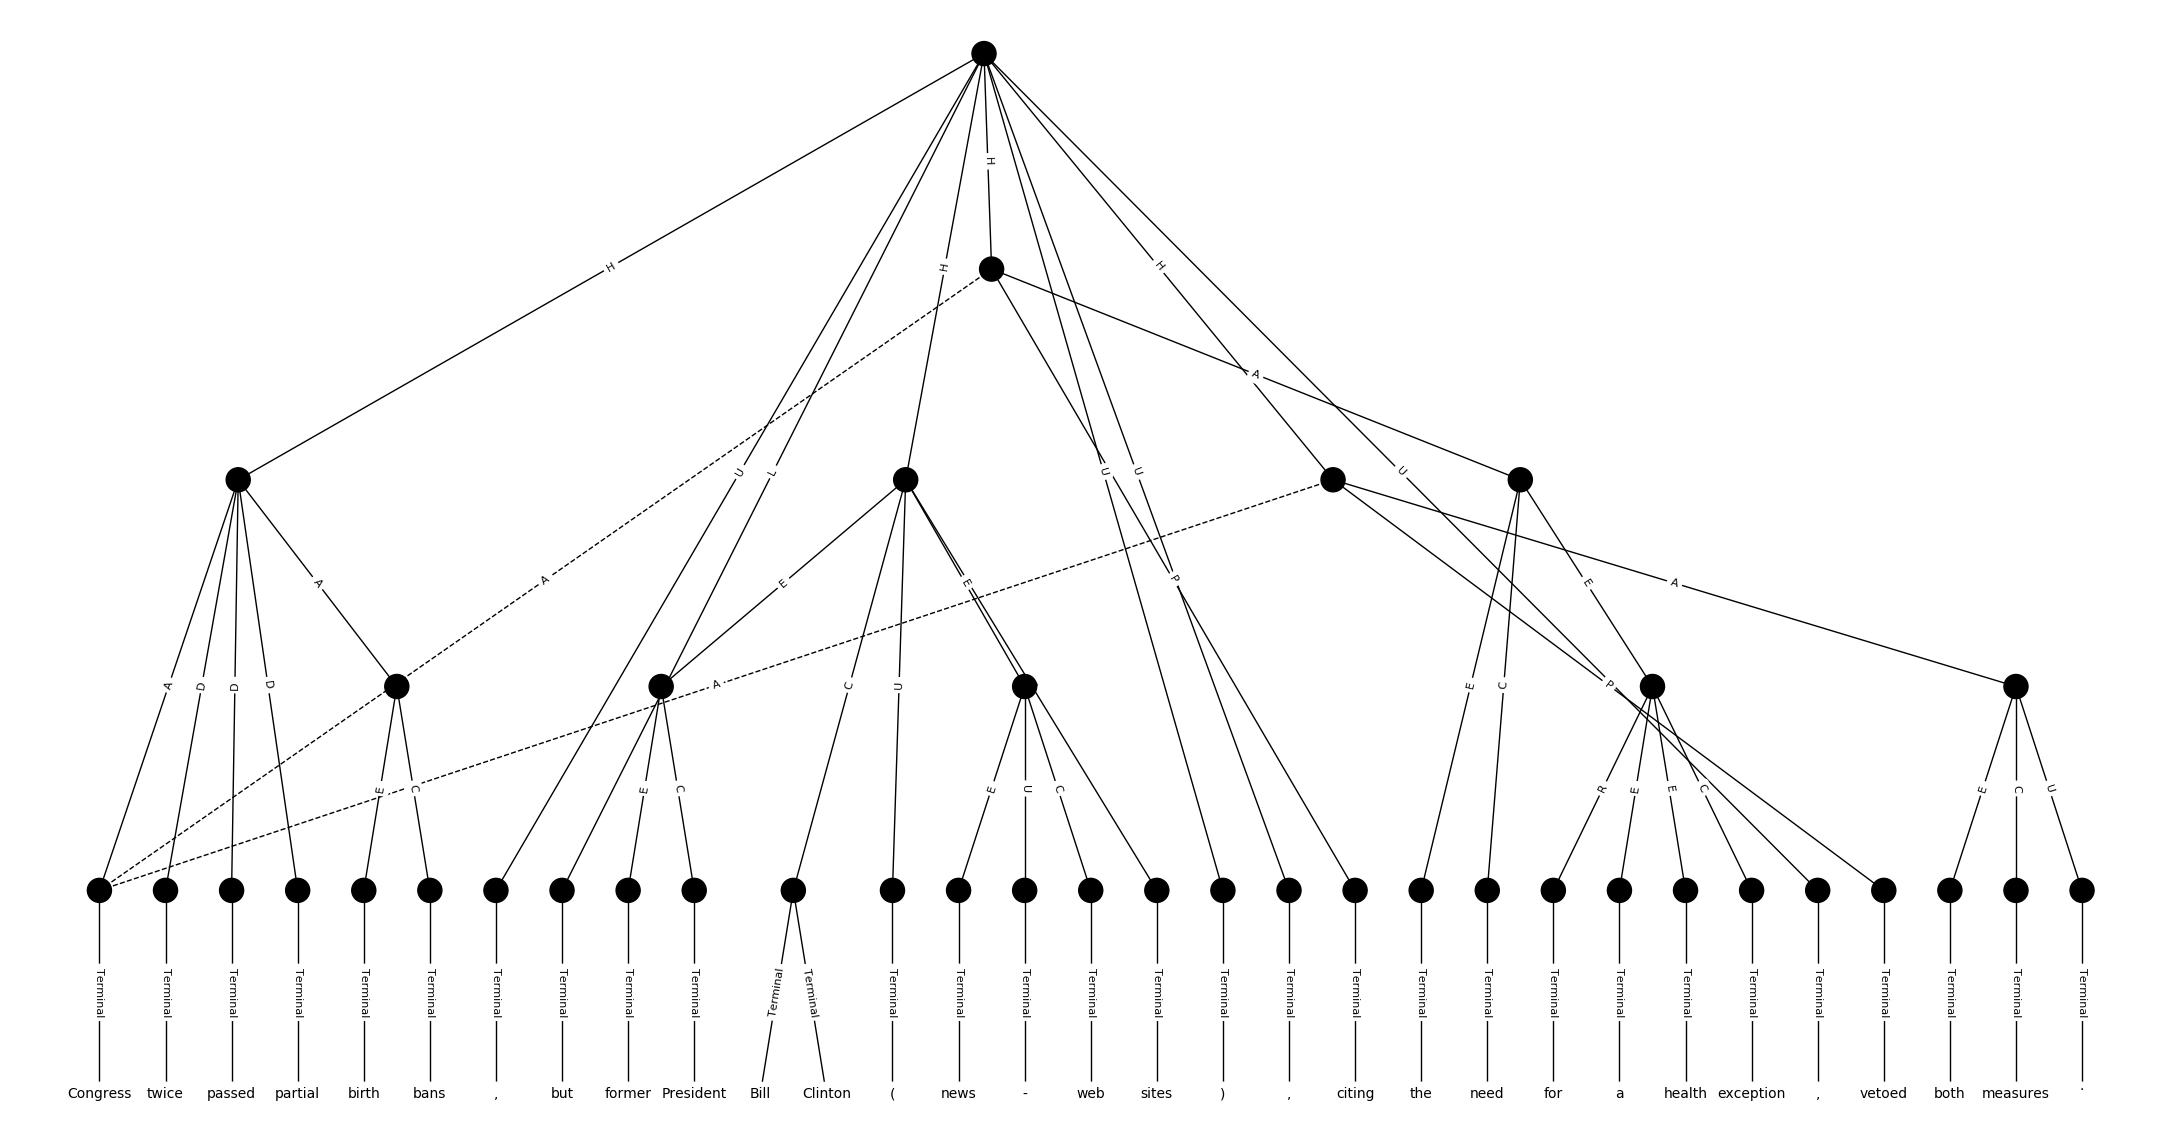 H
H
H
H
A
U
L
U
U
U
A
E
E
P
E
A
A
D
D
D
A
C
U
E
C
P
E
C
E
C
E
U
C
R
E
E
C
E
C
U
Terminal Terminal Terminal Terminal Terminal Terminal Terminal Terminal Terminal Terminal Terminal Terminal Terminal Terminal Terminal Terminal Terminal Terminal Terminal Terminal Terminal Terminal Terminal Terminal Terminal Terminal Terminal Terminal Terminal Terminal Terminal
Congress twice passed partial birth bans , but former President Bill Clinton ( news - web sites ) , citing the need for a health exception , vetoed both measures .